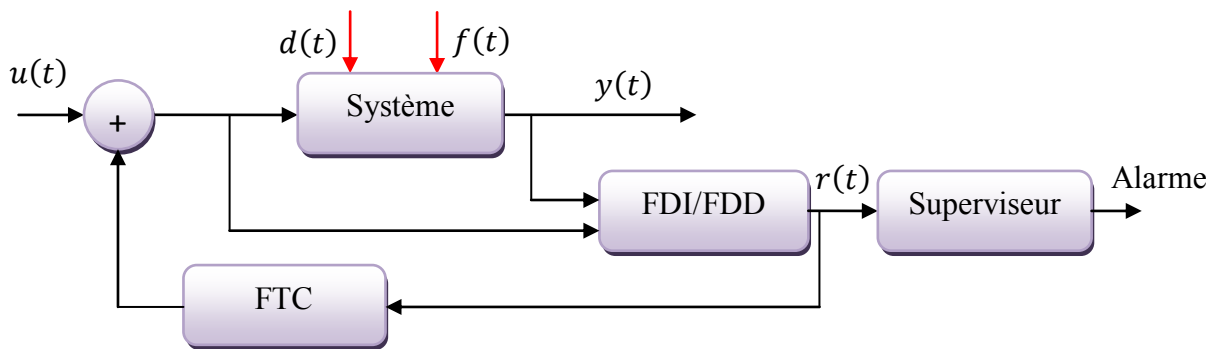 d(t)
f(t)
u(t)
y(t)
Système
+
r(t)
Alarme
FDI/FDD
Superviseur
FTC